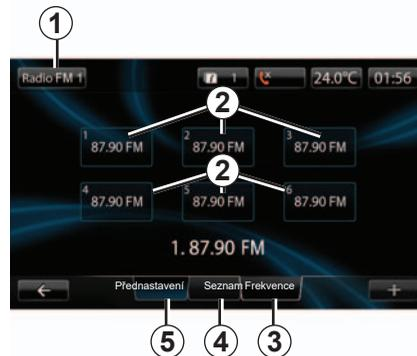 1
Radio FM 1
1
24.0°C
01:56
2
1
87.90 FM
2
87.90 FM
3
87.90 FM
2
4
87.90 FM
5
87.90 FM
6
87.90 FM
1. 87.90 FM
Přednastavení
Seznam
Frekvence
5
4
3